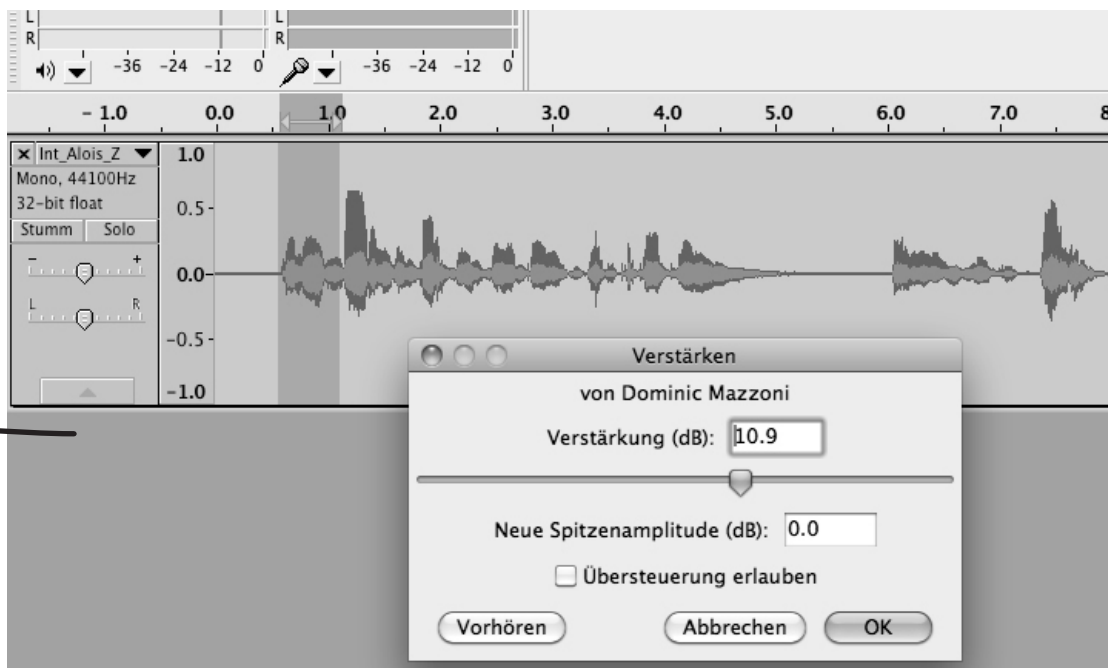 L L
R R
-36 -24 -12 0 -36 -24 -12 0
- 1.0 0.0 1.0 2.0 3.0 4.0 5.0 6.0 7.0 8
× Int_Alois_Z 1.0
Mono, 44100Hz
32-bit float
0.5-
Stumm Solo
- +
0.0-
L R
-0.5-
-1.0
Verstärken
von Dominic Mazzoni
Verstärkung (dB): 10.9
Neue Spitzenamplitude (dB): 0.0
Übersteuerung erlauben
Vorhören Abbrechen OK